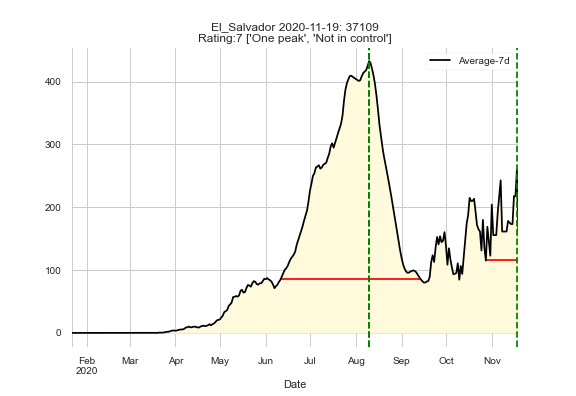 El_Salvador 2020-11-19: 37109
Rating:7 ['One peak', 'Not in control']
Average-7d
400
300
200
100
0
Feb Mar Apr May Jun Jul Aug Sep Oct Nov
2020
Date